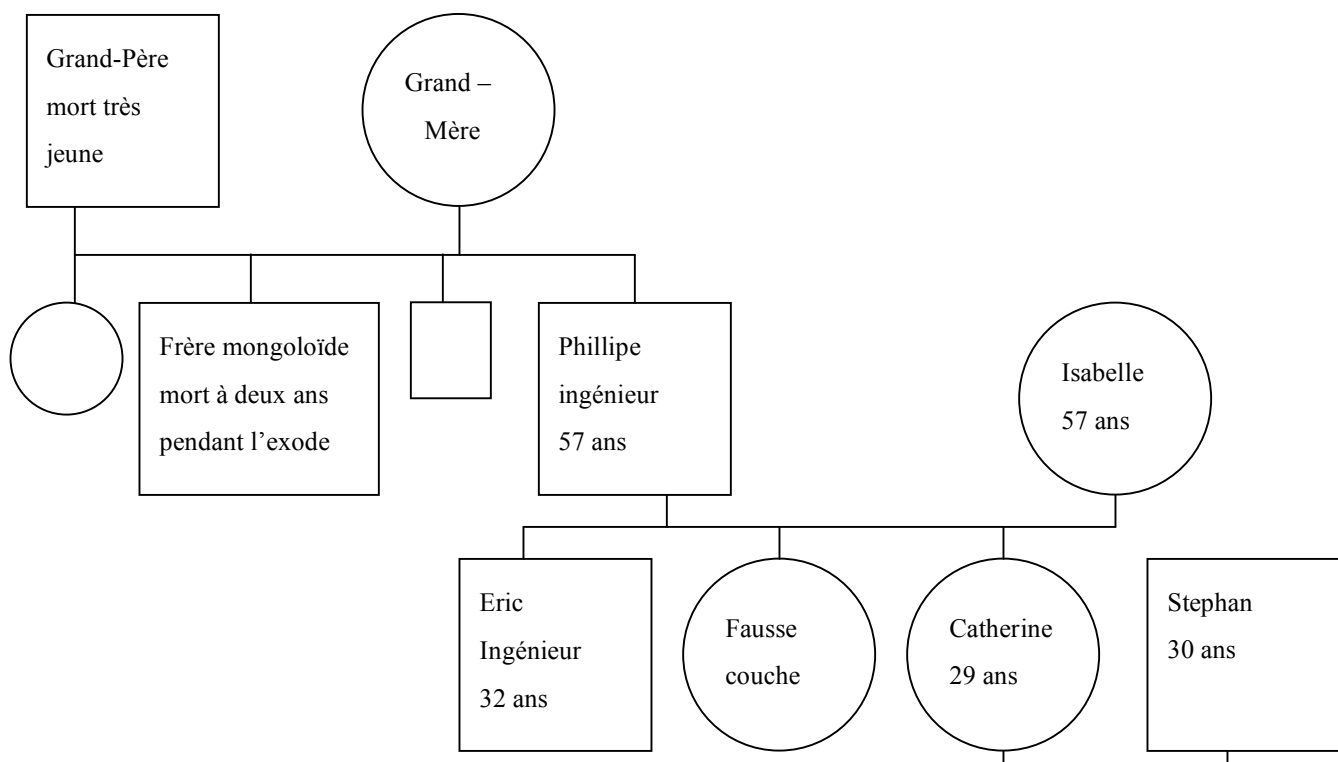 Grand-Père
mort très
jeune
Grand –
Mère
Frère mongoloïde
mort à deux ans
pendant l’exode
Phillipe
ingénieur
57 ans
Isabelle
57 ans
Eric
Ingénieur
32 ans
Fausse
couche
Catherine
29 ans
Stephan
30 ans